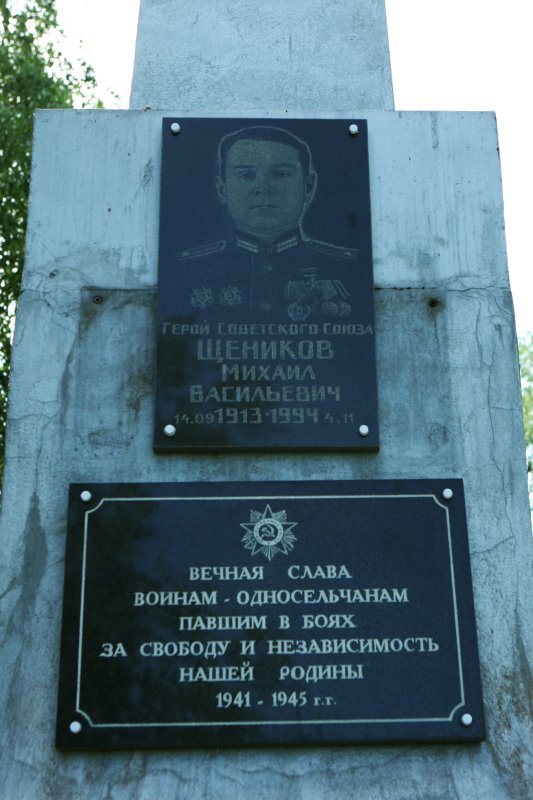 Герой Советского Союза
Щеников
Михаил
Васильевич
14.09 1913 · 1994 4.11
ВЕЧНАЯ СЛАВА
ВОИНАМ - ОДНОСЕЛЬЧАНАМ
ПАВШИМ В БОЯХ
ЗА СВОБОДУ И НЕЗАВИСИМОСТЬ
НАШЕЙ РОДИНЫ
1941 - 1945 г.г.